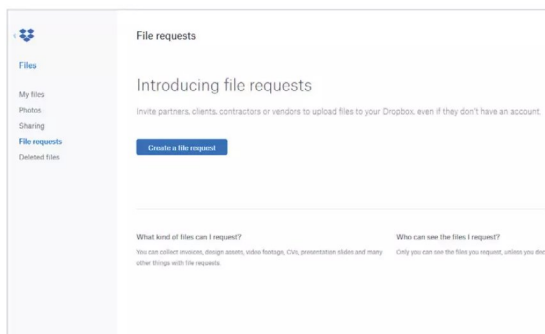 File requests
Files
My files
Photos
Sharing
File requests
Deleted files
Introducing file requests
Invite partners, clients, contractors or vendors to upload files to your Dropbox, even if they don't have an account.
Create a file request
What kind of files can I request?
You can collect invoices, design assets, video footage, CVs, presentation slides and many
other things with file requests.
Who can see the files I request?
Only you can see the files you request, unless you